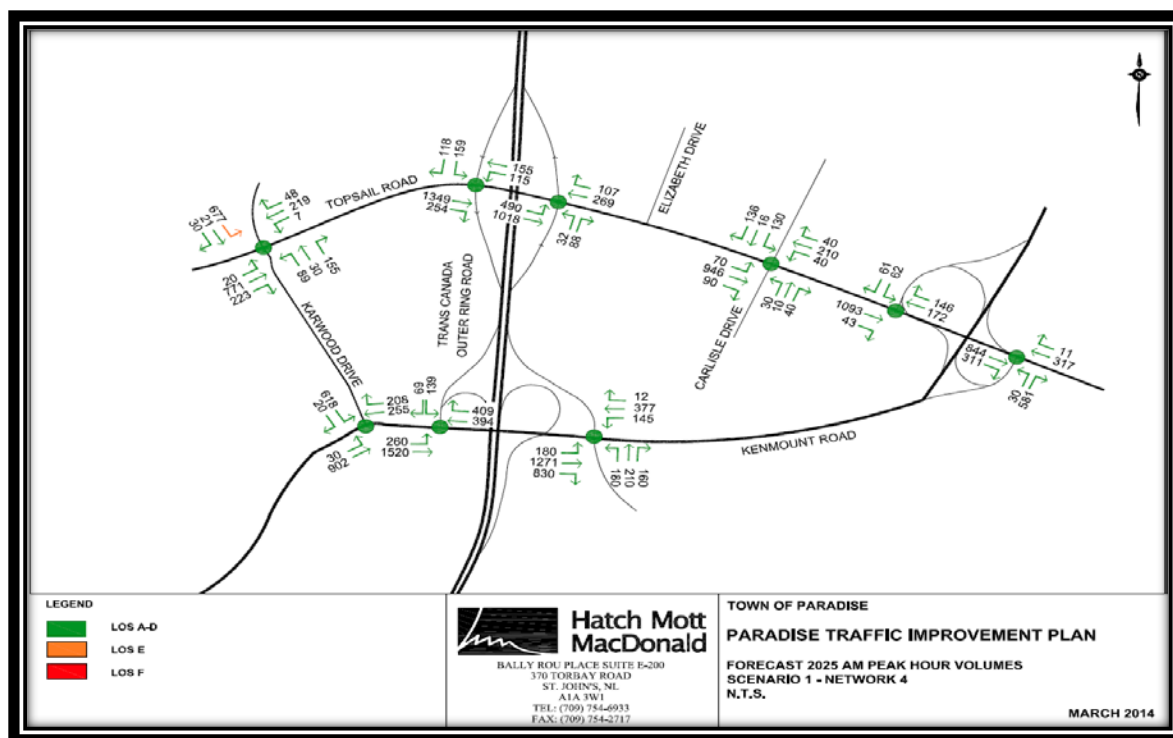 118
159
155
115
1349
254
490
1018
107
269
32
88
TOPSAIL ROAD
ELIZABETH DRIVE
48
219
7
677
21
30
20
771
223
89
30
155
136
16
130
40
210
40
70
946
90
30
10
40
CARLISLE DRIVE
61
62
146
172
1093
43
11
317
844
311
30
581
TRANS CANADA
OUTER RING ROAD
KARWOOD DRIVE
618
20
208
255
30
902
69
139
409
394
260
1520
12
377
145
180
1271
830
180
210
160
KENMOUNT ROAD
LEGEND
LOS A-D
LOS E
LOS F
Hatch Mott
MacDonald
BALLY ROU PLACE SUITE E-200
370 TORBAY ROAD
ST. JOHN'S, NL
A1A 3W1
TEL: (709) 754-6933
FAX: (709) 754-2717
TOWN OF PARADISE
PARADISE TRAFFIC IMPROVEMENT PLAN
FORECAST 2025 AM PEAK HOUR VOLUMES
SCENARIO 1 - NETWORK 4
N.T.S.
MARCH 2014